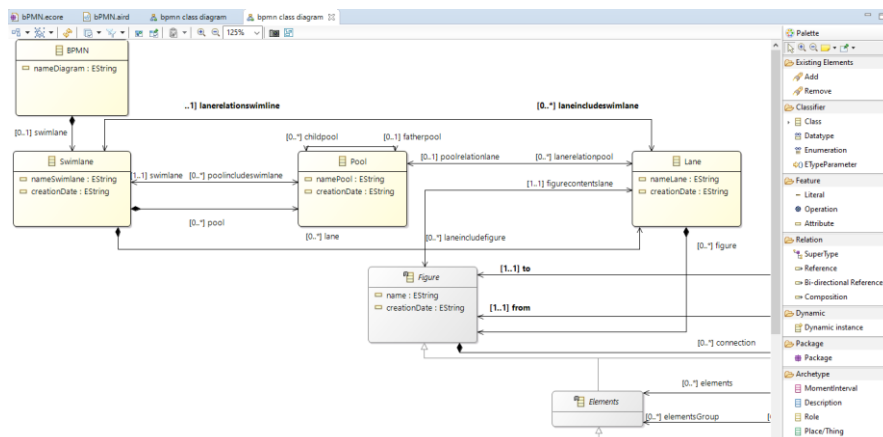 bPMN.ecore
bPMN.aird
bpmn class diagram
bpmn class diagram
125%
BPMN
nameDiagram : EString
..1] lanerelationswimline
[0..*] laneincludeswimlane
[0..1] swimlane
[0..*] childpool
[0..1] fatherpool
Swimlane
nameSwimlane : EString
creationDate : EString
[1..1] swimlane
[0..*] poolincludeswimlane
Pool
namePool : EString
creationDate : EString
[0..1] poolrelationlane
[0..*] lanerelationpool
Lane
nameLane : EString
creationDate : EString
[1..1] figurecontentslane
[0..*] pool
[0..*] lane
[0..*] laneincludefigure
[0..*] figure
Figure
name : EString
creationDate : EString
[1..1] to
[1..1] from
[0..*] connection
[0..*] elements
Elements
[0..*] elementsGroup
Palette
Existing Elements
Add
Remove
Classifier
Class
Datatype
Enumeration
ETypeParameter
Feature
Literal
Operation
Attribute
Relation
SuperType
Reference
Bi-directional Reference
Composition
Dynamic
Dynamic instance
Package
Package
Archetype
MomentInterval
Description
Role
Place/Thing